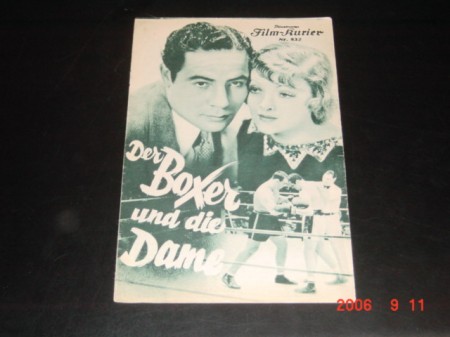 Film-Kurier
Der
Boxer
und die
Dame
2006 9 11